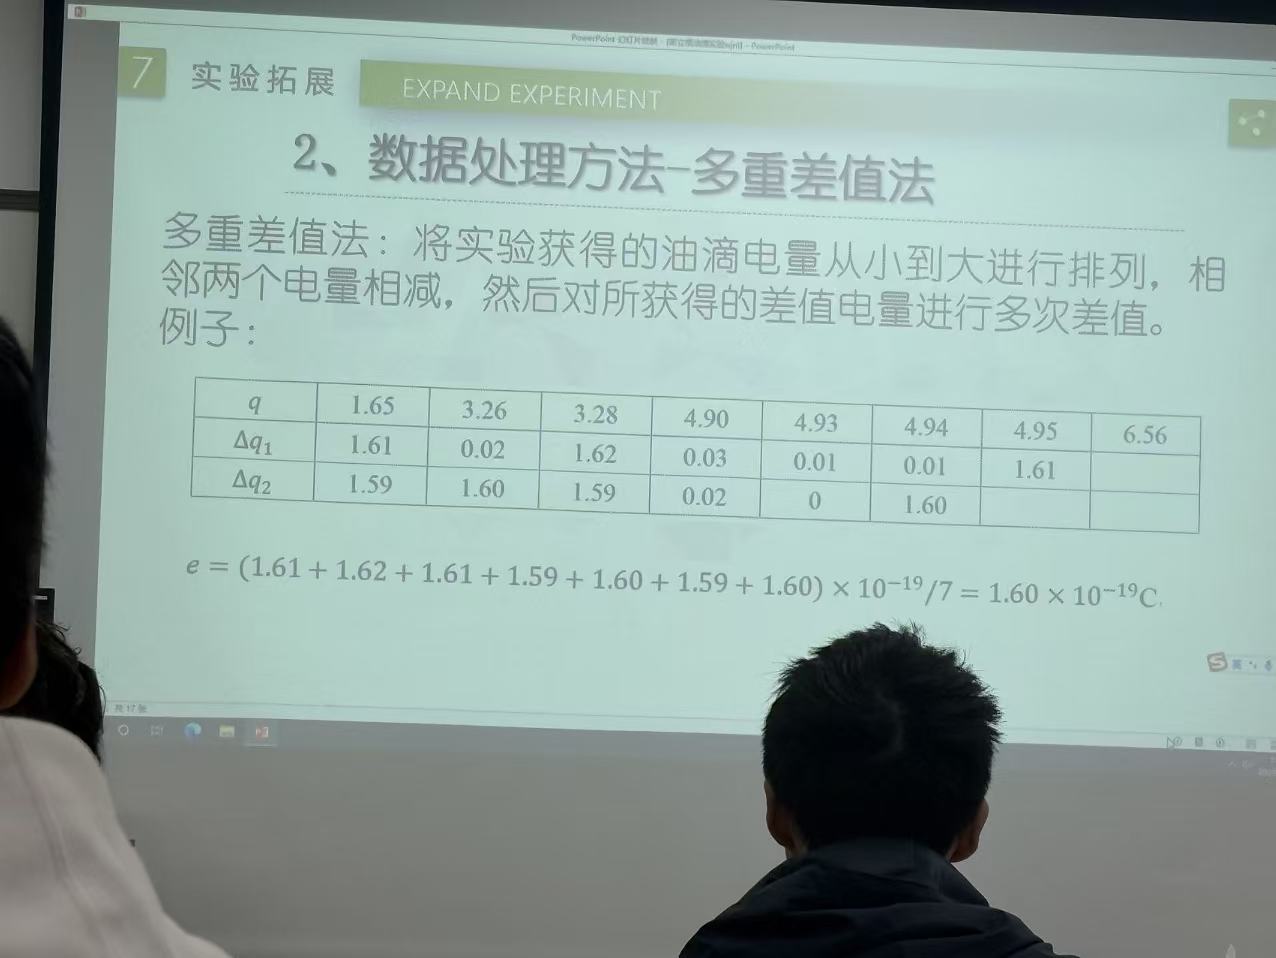 7 实验拓展 EXPAND EXPERIMENT
2、数据处理方法-多重差值法
多重差值法：将实验获得的油滴电量从小到大进行排列，相
邻两个电量相减，然后对所获得的差值电量进行多次差值。
例子：
q 1.65 3.26 3.28 4.90 4.93 4.94 4.95 6.56
Δq₁ 1.61 0.02 1.62 0.03 0.01 0.01 1.61
Δq₂ 1.59 1.60 1.59 0.02 0 1.60
e = (1.61 + 1.62 + 1.61 + 1.59 + 1.60 + 1.59 + 1.60) × 10⁻¹⁹/7 = 1.60 × 10⁻¹⁹C.
英
共 17 张